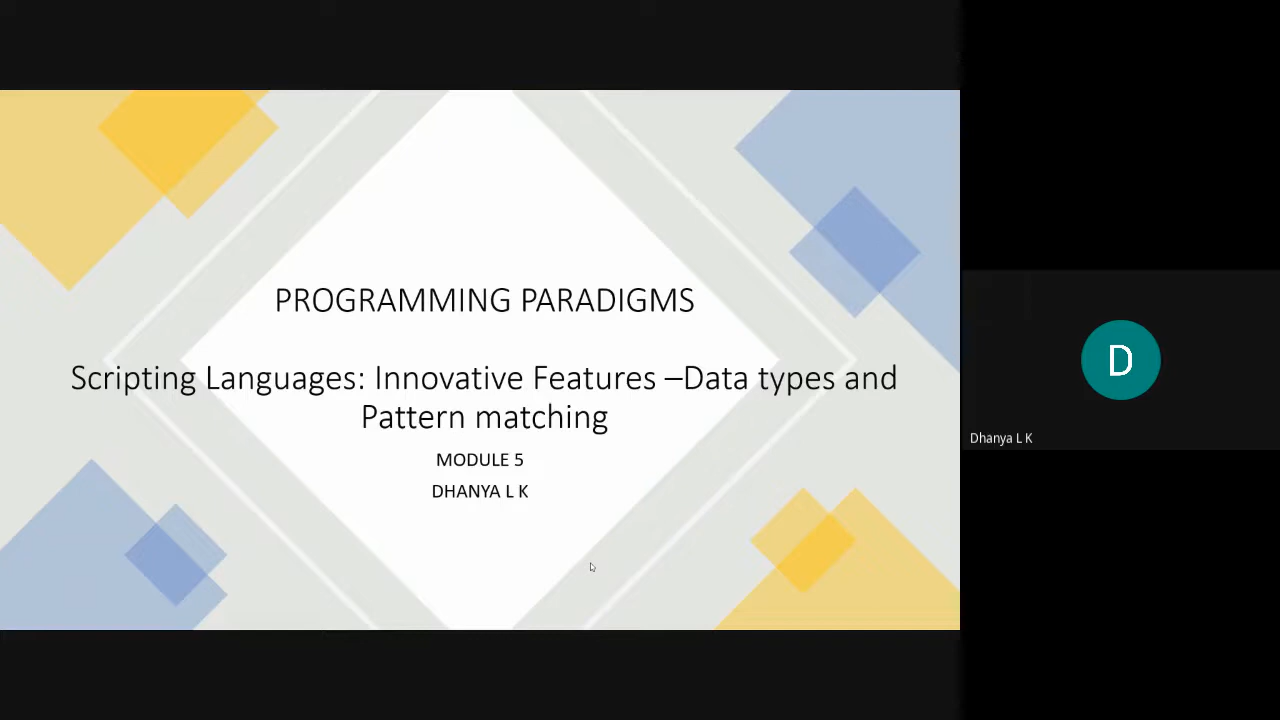 PROGRAMMING PARADIGMS
Scripting Languages: Innovative Features –Data types and
Pattern matching
MODULE 5
DHANYA L K
D
Dhanya L K